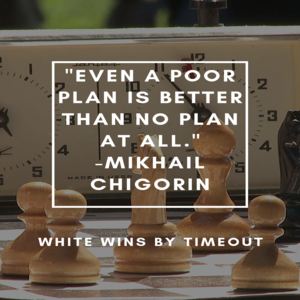 "EVEN A POOR
PLAN IS BETTER
THAN NO PLAN
AT ALL."
-MIKHAIL
CHIGORIN
WHITE WINS BY TIMEOUT